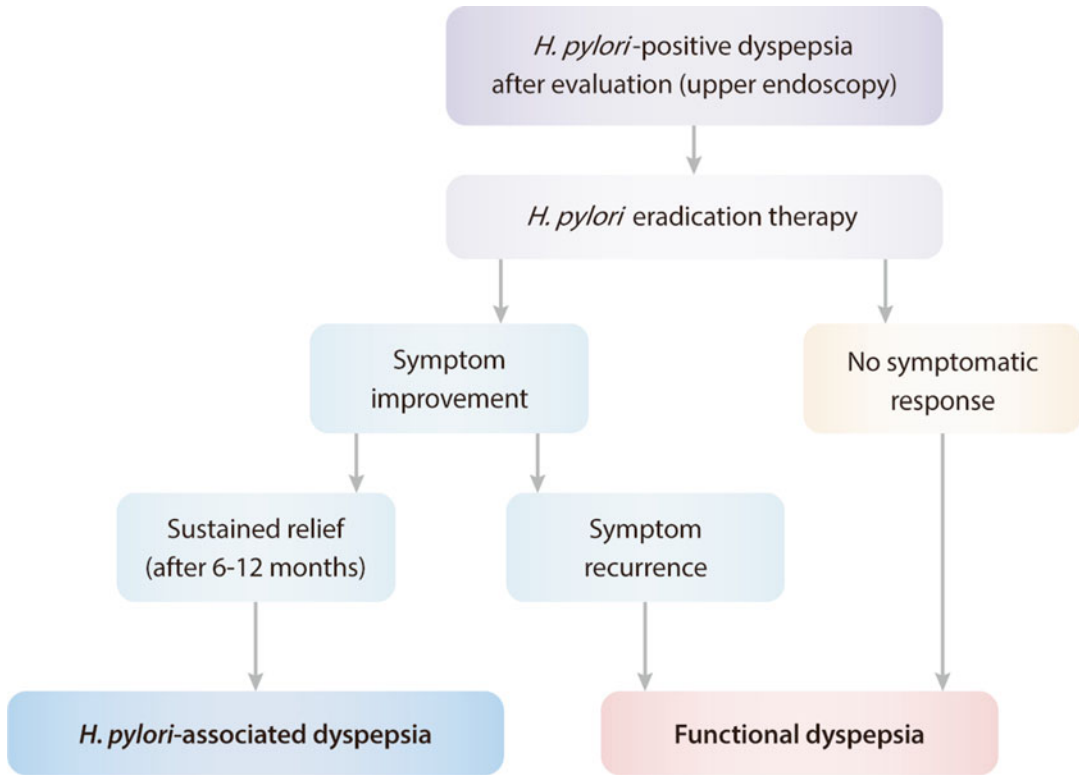 H. pylori-positive dyspepsia
after evaluation (upper endoscopy)
H. pylori eradication therapy
Symptom
improvement
No symptomatic
response
Sustained relief
(after 6-12 months)
Symptom
recurrence
H. pylori-associated dyspepsia
Functional dyspepsia